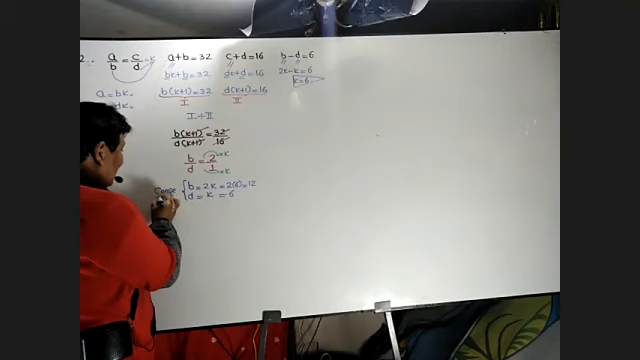 2.. a/b = c/d = k a+b=32 c+d=16 b-d=6
bk+b=32 dk+d=16 2k-k=6
a=bk. b(k+1)=32 d(k+1)=16 k=6
dk. I II
I÷II
b(k+1)/d(k+1) = 32/16
b/d = 2×k/1×k
b = 2k = 2(6)=12
d = k = 6